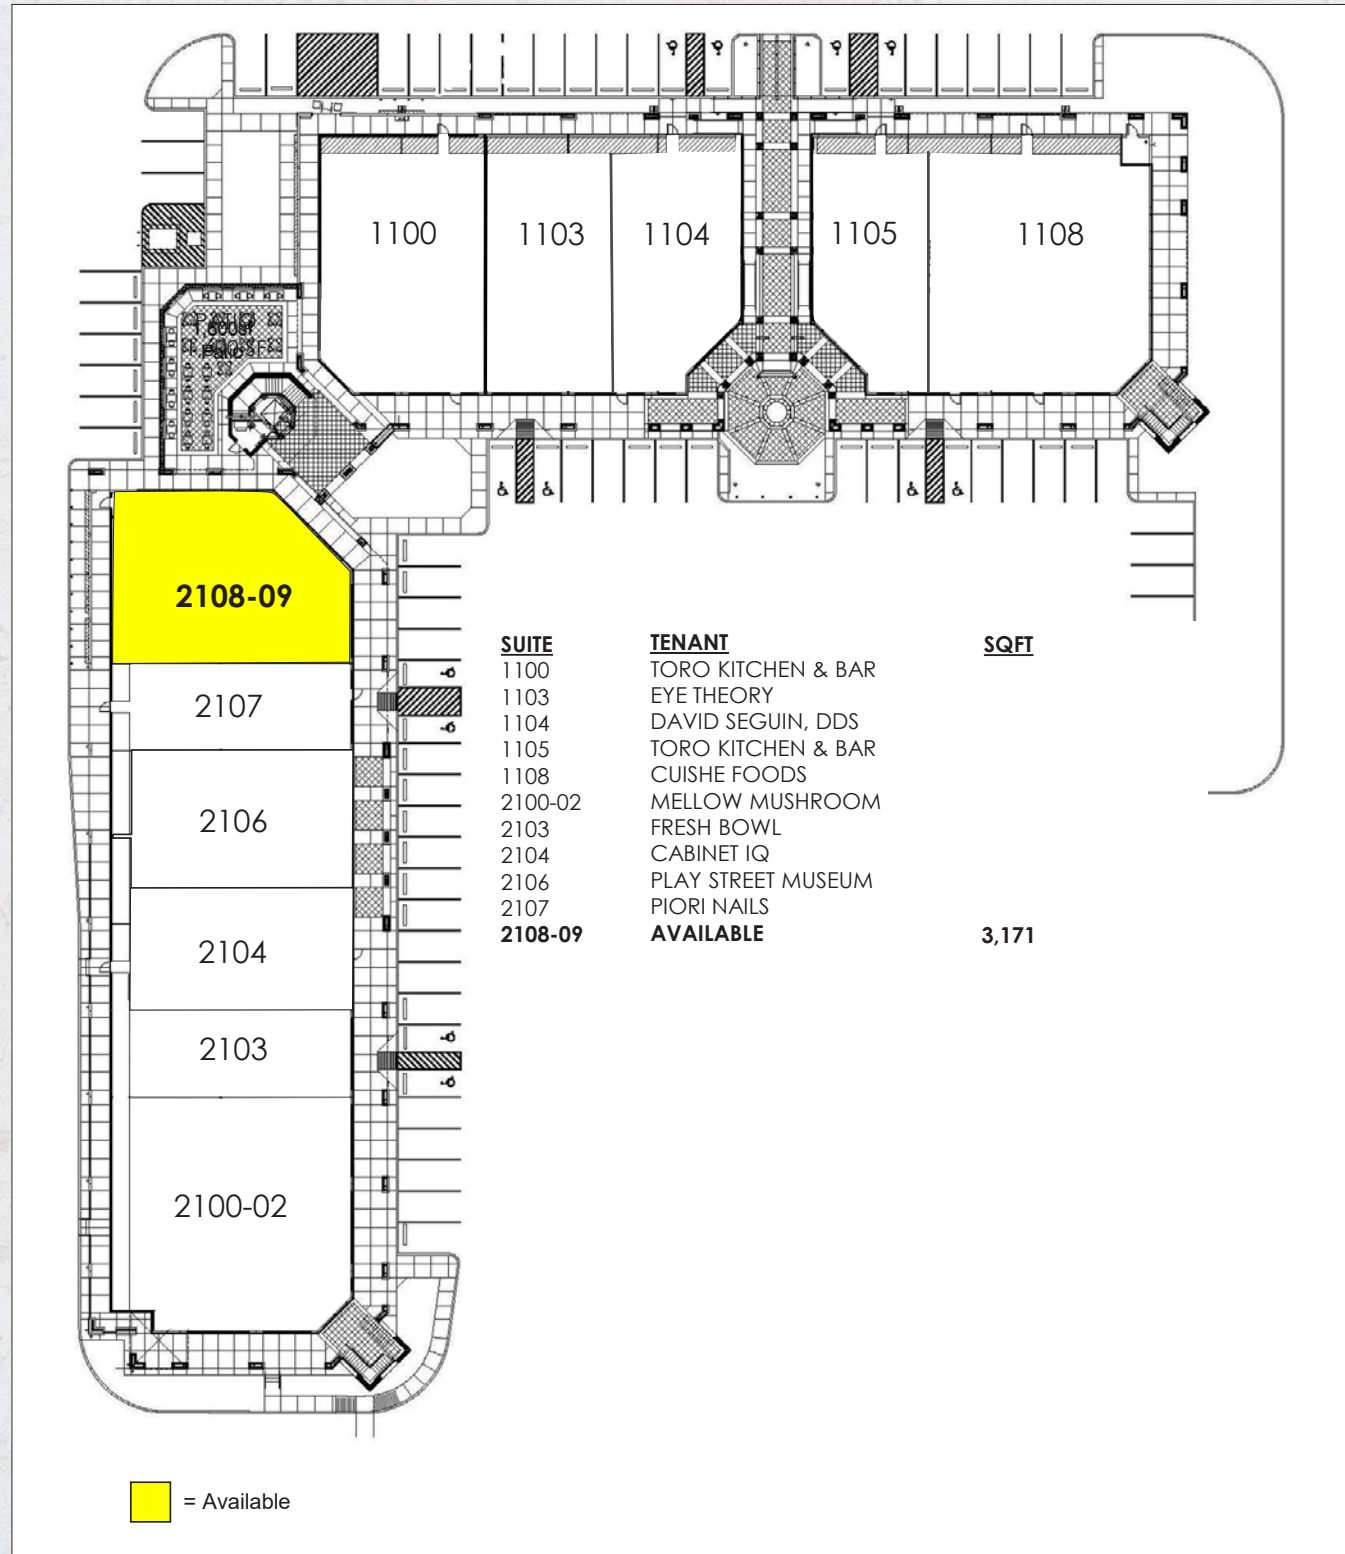 1100
1103
1104
1105
1108
2108-09
2107
2106
2104
2103
2100-02
SUITE TENANT SQFT
1100 TORO KITCHEN & BAR
1103 EYE THEORY
1104 DAVID SEGUIN, DDS
1105 TORO KITCHEN & BAR
1108 CUISHE FOODS
2100-02 MELLOW MUSHROOM
2103 FRESH BOWL
2104 CABINET IQ
2106 PLAY STREET MUSEUM
2107 PIORI NAILS
2108-09 AVAILABLE 3,171
= Available